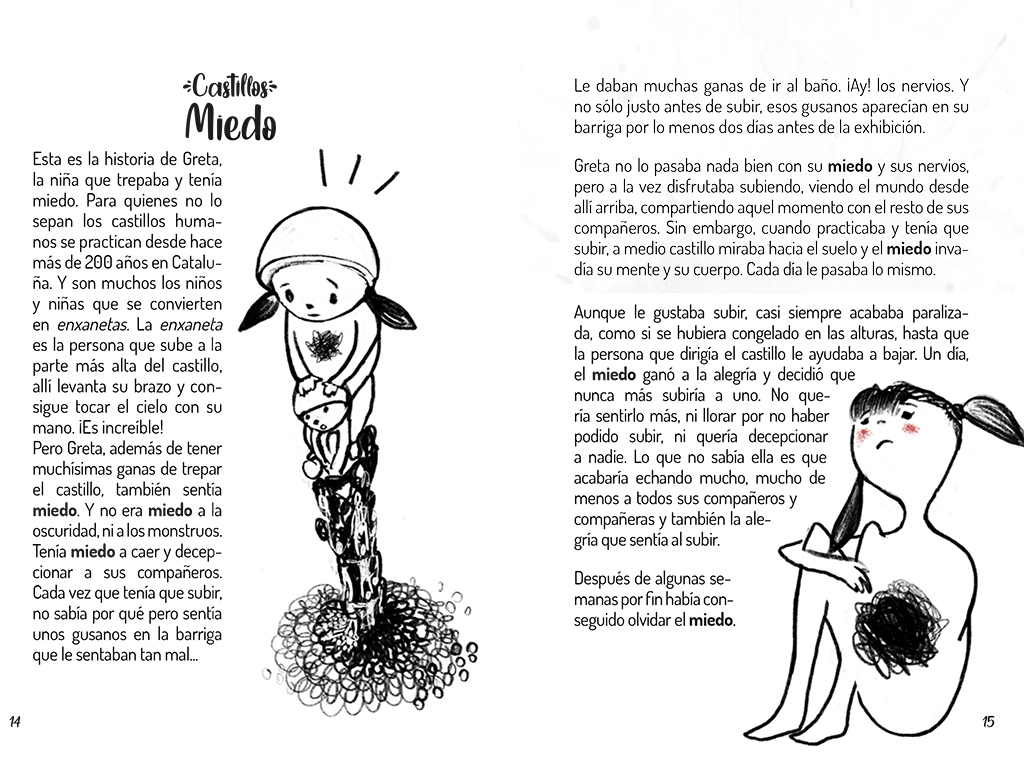 Castillos
Miedo
Esta es la historia de Greta,
la niña que trepaba y tenía
miedo. Para quienes no lo
sepan los castillos huma-
nos se practican desde hace
más de 200 años en Catalu-
ña. Y son muchos los niños
y niñas que se convierten
en enxanetas. La enxaneta
es la persona que sube a la
parte más alta del castillo,
allí levanta su brazo y con-
sigue tocar el cielo con su
mano. ¡Es increíble!
Pero Greta, además de tener
muchísimas ganas de trepar
el castillo, también sentía
miedo. Y no era miedo a la
oscuridad, ni a los monstruos.
Tenía miedo a caer y decep-
cionar a sus compañeros.
Cada vez que tenía que subir,
no sabía por qué pero sentía
unos gusanos en la barriga
que le sentaban tan mal...
14
Le daban muchas ganas de ir al baño. ¡Ay! los nervios. Y
no sólo justo antes de subir, esos gusanos aparecían en su
barriga por lo menos dos días antes de la exhibición.
Greta no lo pasaba nada bien con su miedo y sus nervios,
pero a la vez disfrutaba subiendo, viendo el mundo desde
allí arriba, compartiendo aquel momento con el resto de sus
compañeros. Sin embargo, cuando practicaba y tenía que
subir, a medio castillo miraba hacia el suelo y el miedo inva-
día su mente y su cuerpo. Cada día le pasaba lo mismo.
Aunque le gustaba subir, casi siempre acababa paraliza-
da, como si se hubiera congelado en las alturas, hasta que
la persona que dirigía el castillo le ayudaba a bajar. Un día,
el miedo ganó a la alegría y decidió que
nunca más subiría a uno. No que-
ría sentirlo más, ni llorar por no haber
podido subir, ni quería decepcionar
a nadie. Lo que no sabía ella es que
acabaría echando mucho, mucho de
menos a todos sus compañeros y
compañeras y también la ale-
gría que sentía al subir.
Después de algunas se-
manas por fin había con-
seguido olvidar el miedo.
15